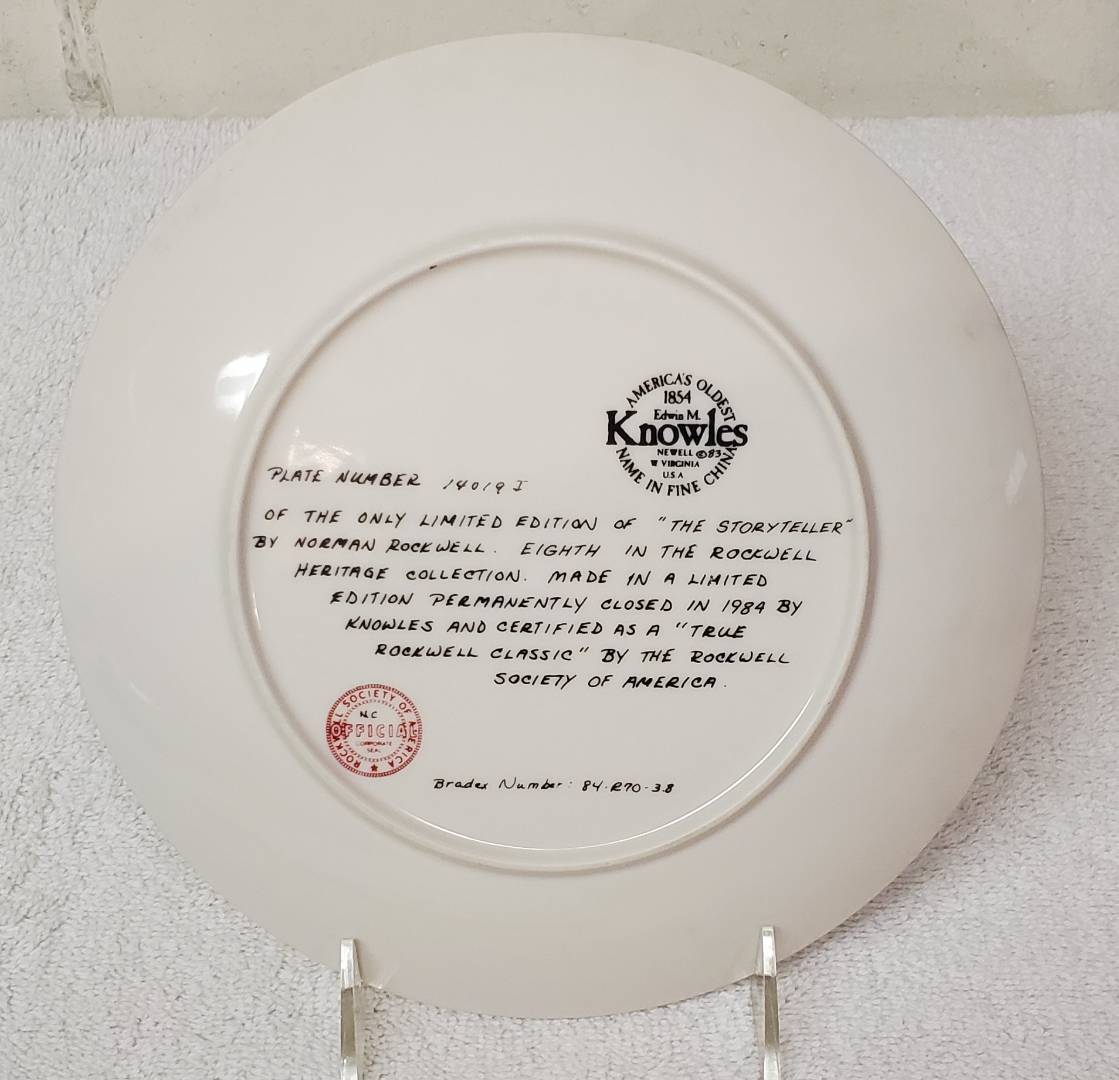 AMERICA'S OLDEST
1854
Edwin M.
Knowles
NEWELL ©83
W VIRGINIA
U.S.A
NAME IN FINE CHINA
PLATE NUMBER 14019 I
OF THE ONLY LIMITED EDITION OF "THE STORYTELLER"
BY NORMAN ROCKWELL. EIGHTH IN THE ROCKWELL
HERITAGE COLLECTION. MADE IN A LIMITED
EDITION PERMANENTLY CLOSED IN 1984 BY
KNOWLES AND CERTIFIED AS A "TRUE
ROCKWELL CLASSIC" BY THE ROCKWELL
SOCIETY OF AMERICA.
ROCKWELL SOCIETY OF AMERICA
N.C.
OFFICIAL
CORPORATE
SEAL
Bradex Number: 84-R70-3.8